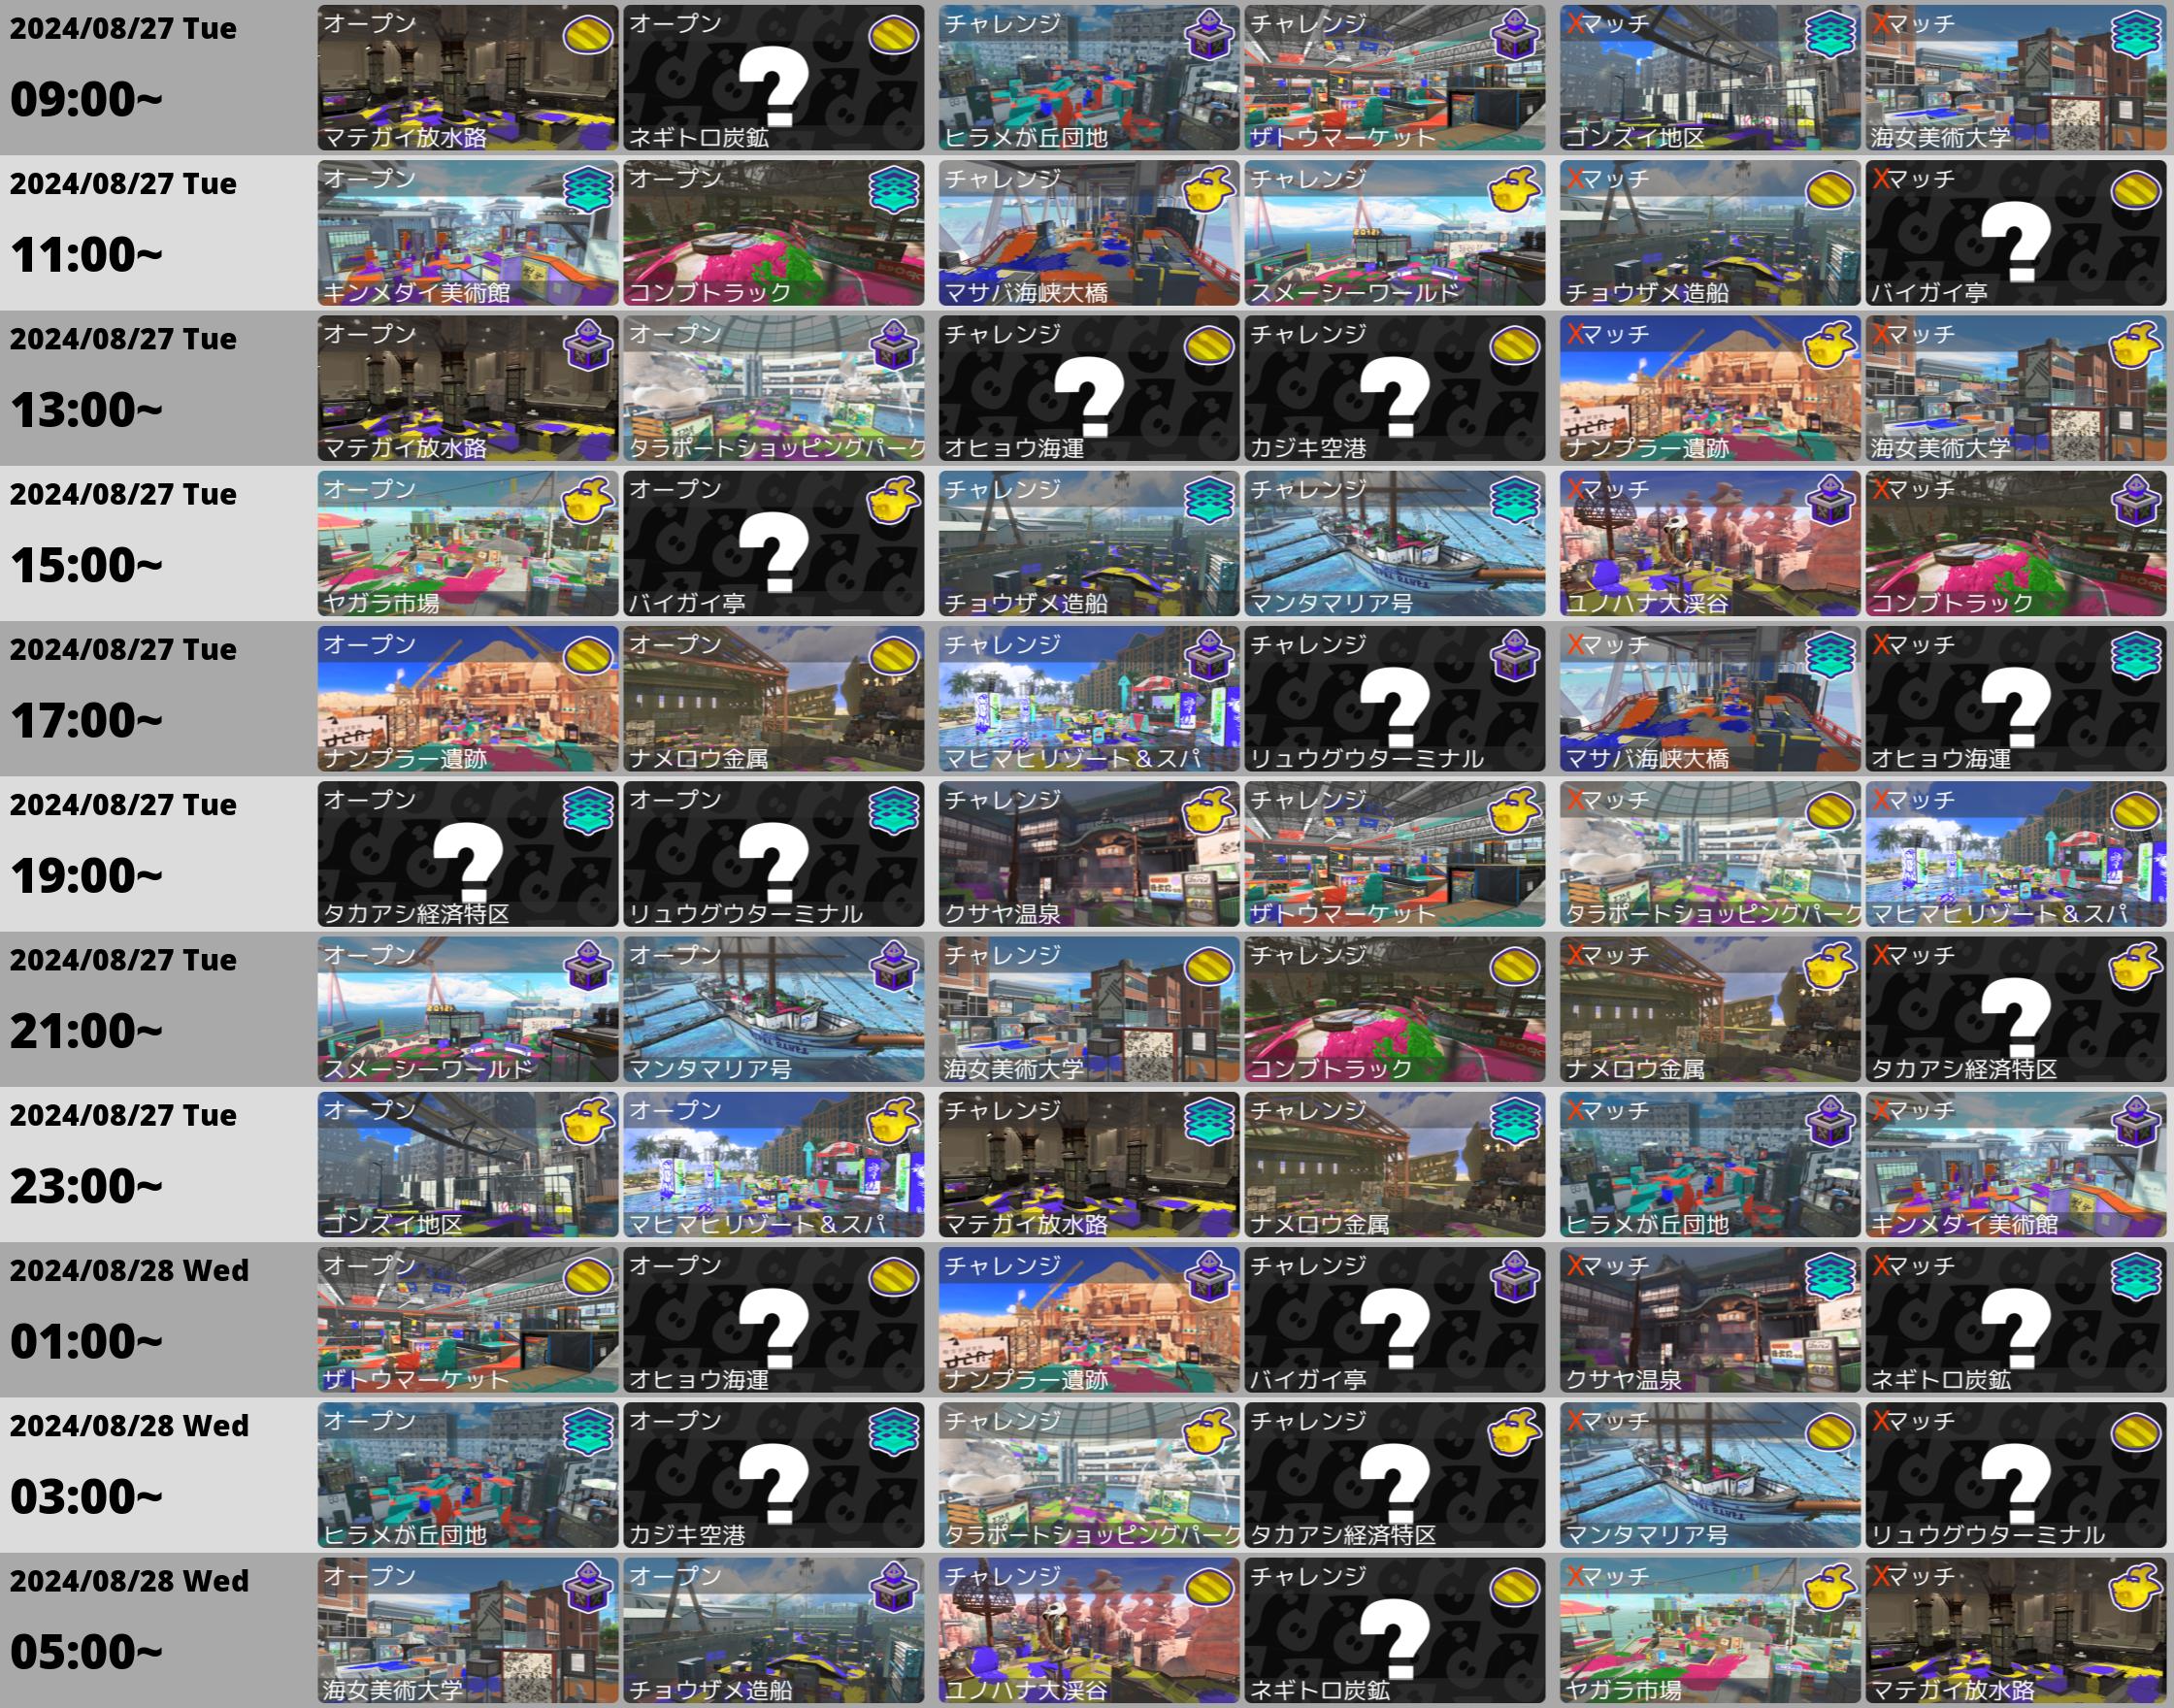 2024/08/27 Tue
09:00~
オープン
マテガイ放水路
オープン
ネギトロ炭鉱
チャレンジ
ヒラメが丘団地
チャレンジ
ザトウマーケット
Xマッチ
ゴンズイ地区
Xマッチ
海女美術大学
2024/08/27 Tue
11:00~
オープン
キンメダイ美術館
オープン
コンブトラック
チャレンジ
マサバ海峡大橋
チャレンジ
スメーシーワールド
Xマッチ
チョウザメ造船
Xマッチ
バイガイ亭
2024/08/27 Tue
13:00~
オープン
マテガイ放水路
オープン
タラポートショッピングパーク
チャレンジ
オヒョウ海運
チャレンジ
カジキ空港
Xマッチ
ナンプラー遺跡
Xマッチ
海女美術大学
2024/08/27 Tue
15:00~
オープン
ヤガラ市場
オープン
バイガイ亭
チャレンジ
チョウザメ造船
チャレンジ
マンタマリア号
Xマッチ
ユノハナ大渓谷
Xマッチ
コンブトラック
2024/08/27 Tue
17:00~
オープン
ナンプラー遺跡
オープン
ナメロウ金属
チャレンジ
マヒマヒリゾート&スパ
チャレンジ
リュウグウターミナル
Xマッチ
マサバ海峡大橋
Xマッチ
オヒョウ海運
2024/08/27 Tue
19:00~
オープン
タカアシ経済特区
オープン
リュウグウターミナル
チャレンジ
クサヤ温泉
チャレンジ
ザトウマーケット
Xマッチ
タラポートショッピングパーク
Xマッチ
マヒマヒリゾート&スパ
2024/08/27 Tue
21:00~
オープン
スメーシーワールド
オープン
マンタマリア号
チャレンジ
海女美術大学
チャレンジ
コンブトラック
Xマッチ
ナメロウ金属
Xマッチ
タカアシ経済特区
2024/08/27 Tue
23:00~
オープン
ゴンズイ地区
オープン
マヒマヒリゾート&スパ
チャレンジ
マテガイ放水路
チャレンジ
ナメロウ金属
Xマッチ
ヒラメが丘団地
Xマッチ
キンメダイ美術館
2024/08/28 Wed
01:00~
オープン
ザトウマーケット
オープン
オヒョウ海運
チャレンジ
ナンプラー遺跡
チャレンジ
バイガイ亭
Xマッチ
クサヤ温泉
Xマッチ
ネギトロ炭鉱
2024/08/28 Wed
03:00~
オープン
ヒラメが丘団地
オープン
カジキ空港
チャレンジ
タラポートショッピングパーク
チャレンジ
タカアシ経済特区
Xマッチ
マンタマリア号
Xマッチ
リュウグウターミナル
2024/08/28 Wed
05:00~
オープン
海女美術大学
オープン
チョウザメ造船
チャレンジ
ユノハナ大渓谷
チャレンジ
ネギトロ炭鉱
Xマッチ
ヤガラ市場
Xマッチ
マテガイ放水路